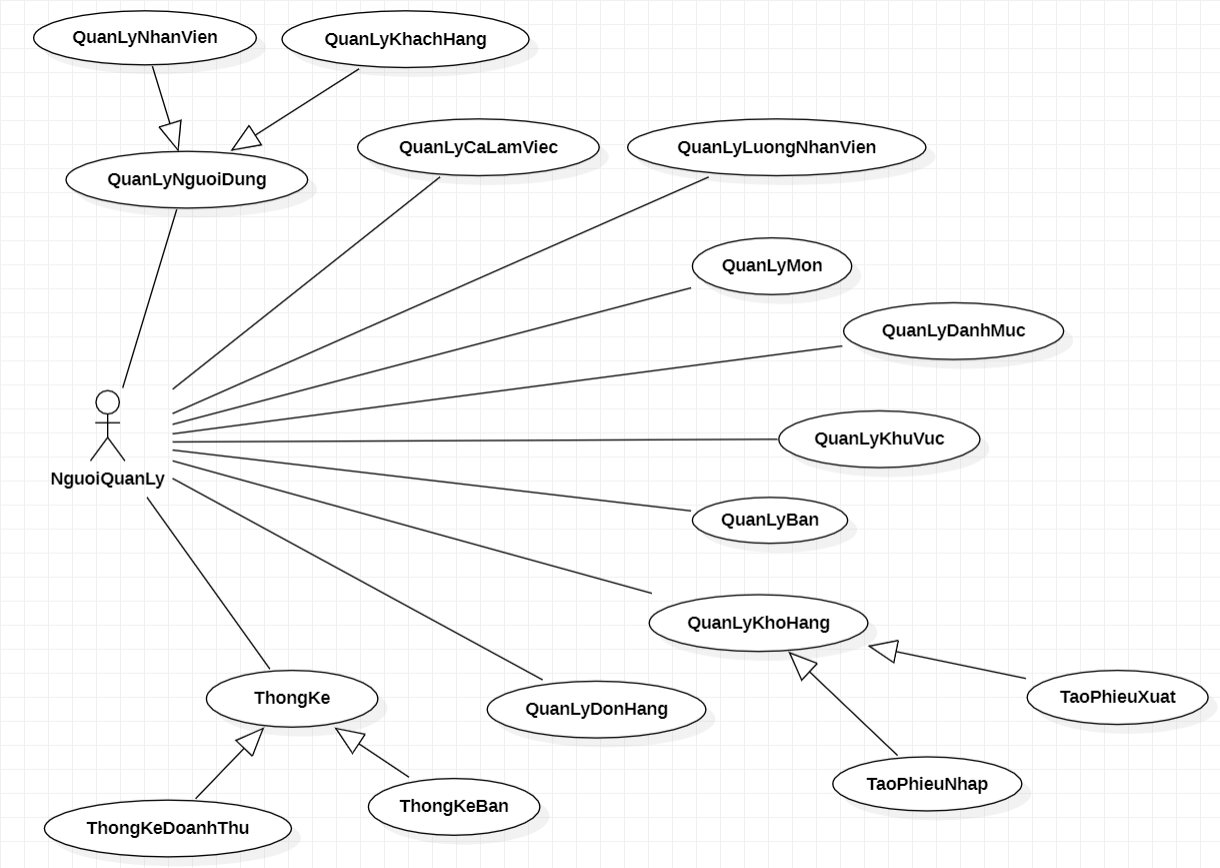 QuanLyNhanVien
QuanLyKhachHang
QuanLyCaLamViec
QuanLyLuongNhanVien
QuanLyNguoiDung
QuanLyMon
QuanLyDanhMuc
QuanLyKhuVuc
NguoiQuanLy
QuanLyBan
QuanLyKhoHang
ThongKe
QuanLyDonHang
TaoPhieuXuat
TaoPhieuNhap
ThongKeBan
ThongKeDoanhThu